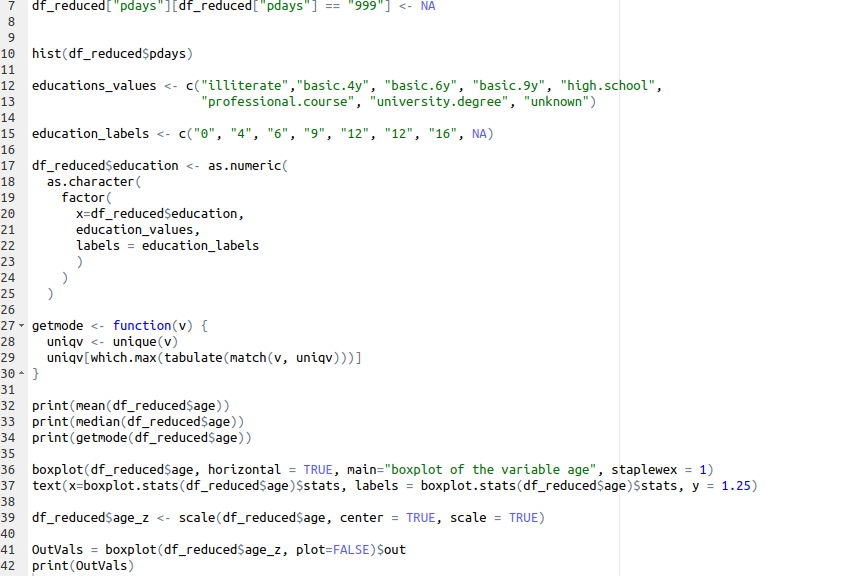 7 df_reduced["pdays"][df_reduced["pdays"] == "999"] <- NA
8
9
10 hist(df_reduced$pdays)
11
12 educations_values <- c("illiterate","basic.4y", "basic.6y", "basic.9y", "high.school",
13                        "professional.course", "university.degree", "unknown")
14
15 education_labels <- c("0", "4", "6", "9", "12", "12", "16", NA)
16
17 df_reduced$education <- as.numeric(
18   as.character(
19     factor(
20       x=df_reduced$education,
21       education_values,
22       labels = education_labels
23       )
24     )
25   )
26
27 getmode <- function(v) {
28   uniqv <- unique(v)
29   uniqv[which.max(tabulate(match(v, uniqv)))]
30 }
31
32 print(mean(df_reduced$age))
33 print(median(df_reduced$age))
34 print(getmode(df_reduced$age))
35
36 boxplot(df_reduced$age, horizontal = TRUE, main="boxplot of the variable age", staplewex = 1)
37 text(x=boxplot.stats(df_reduced$age)$stats, labels = boxplot.stats(df_reduced$age)$stats, y = 1.25)
38
39 df_reduced$age_z <- scale(df_reduced$age, center = TRUE, scale = TRUE)
40
41 OutVals = boxplot(df_reduced$age_z, plot=FALSE)$out
42 print(OutVals)